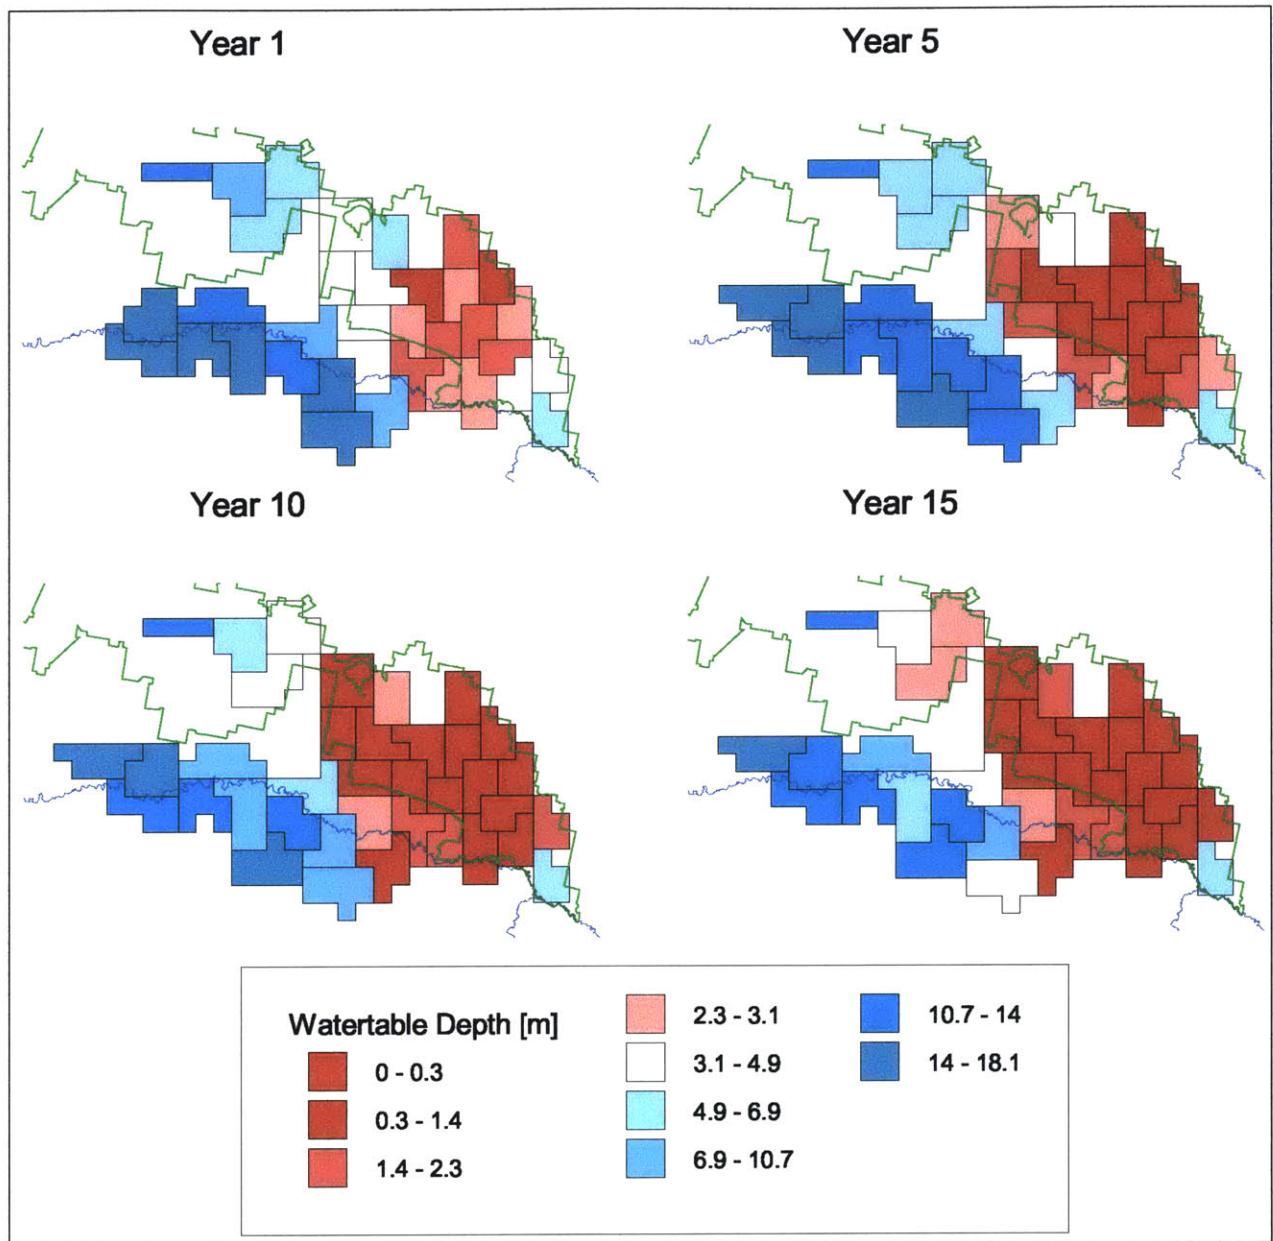 Year 1
Year 5
Year 10
Year 15
Watertable Depth [m]
0 - 0.3
0.3 - 1.4
1.4 - 2.3
2.3 - 3.1
3.1 - 4.9
4.9 - 6.9
6.9 - 10.7
10.7 - 14
14 - 18.1